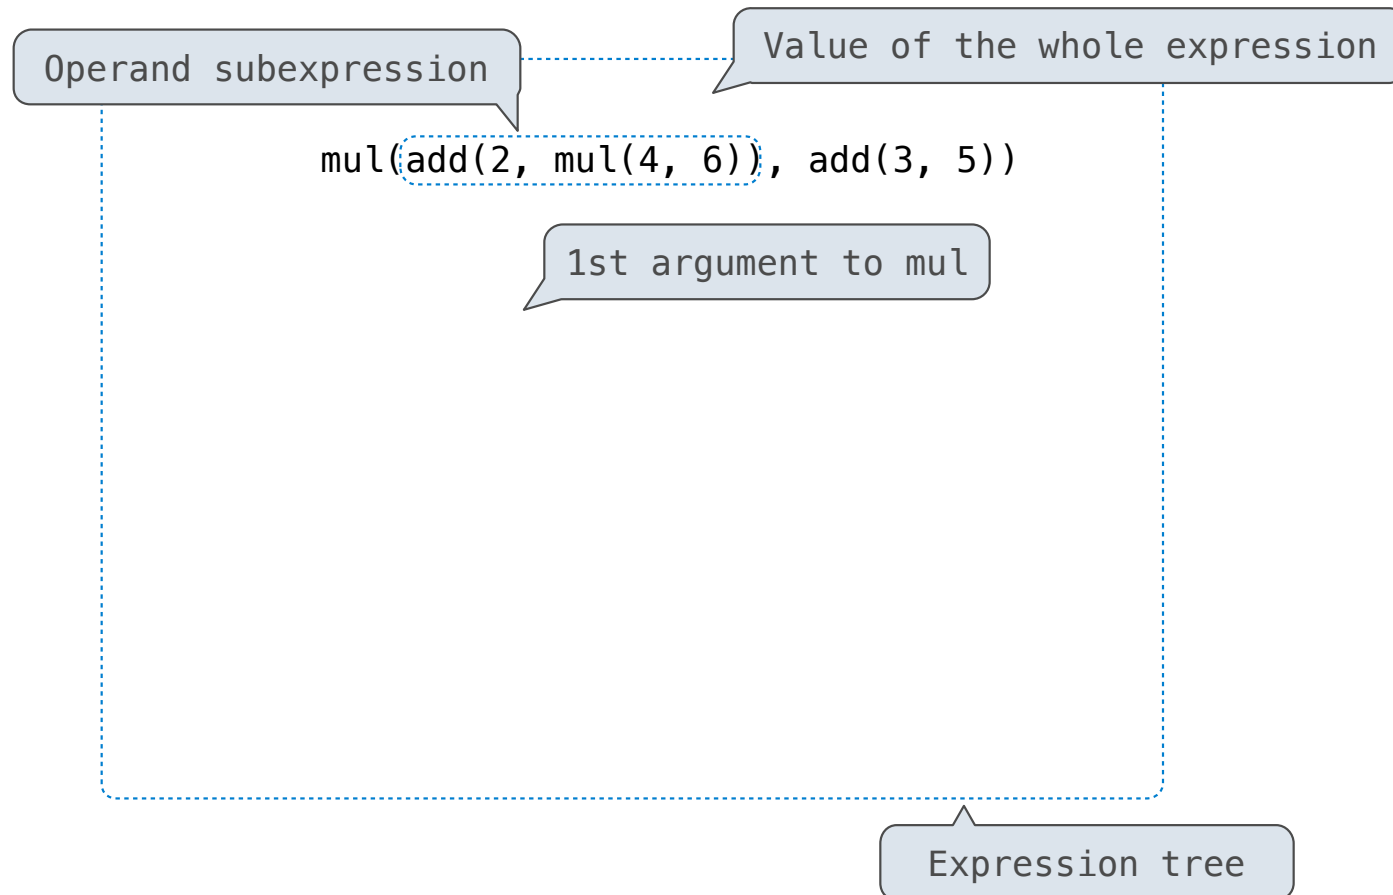 Value of the whole expression
Operand subexpression
mul(add(2, mul(4, 6)), add(3, 5))
1st argument to mul
Expression tree